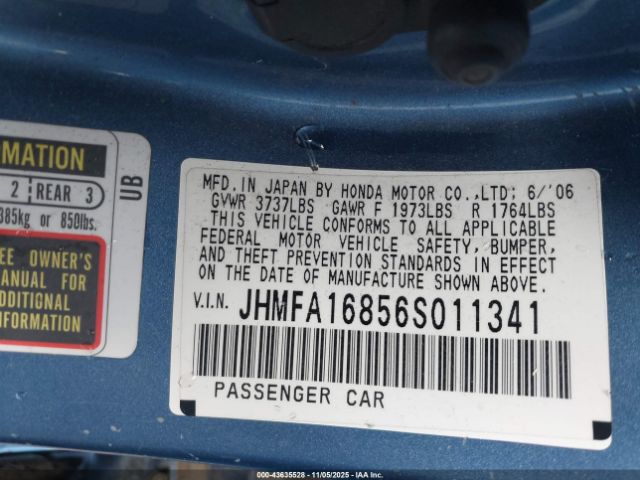 MATION
2 REAR 3
385kg or 850lbs.
EE OWNER'S
MANUAL FOR
ADDITIONAL
INFORMATION
UB
MFD. IN JAPAN BY HONDA MOTOR CO.,LTD; 6/'06
GVWR 3737LBS GAWR F 1973LBS R 1764LBS
THIS VEHICLE CONFORMS TO ALL APPLICABLE
FEDERAL MOTOR VEHICLE SAFETY, BUMPER,
AND THEFT PREVENTION STANDARDS IN EFFECT
ON THE DATE OF MANUFACTURE SHOWN ABOVE.
V.I.N. JHMFA16856S011341
PASSENGER CAR
© 43635528 - 11/05/2025 - IAA Inc.